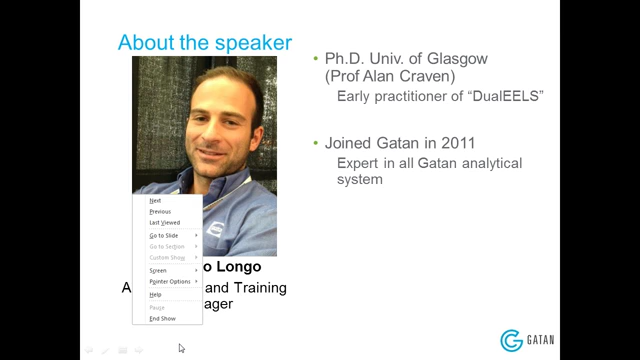 About the speaker
• Ph.D. Univ. of Glasgow
(Prof Alan Craven)
Early practitioner of “DualEELS”
• Joined Gatan in 2011
Expert in all Gatan analytical
system
Next
Previous
Last Viewed
Go to Slide
Go to Section
Custom Show
Screen
Pointer Options
Help
Pause
End Show
o Longo
A and Training
ager
GATAN